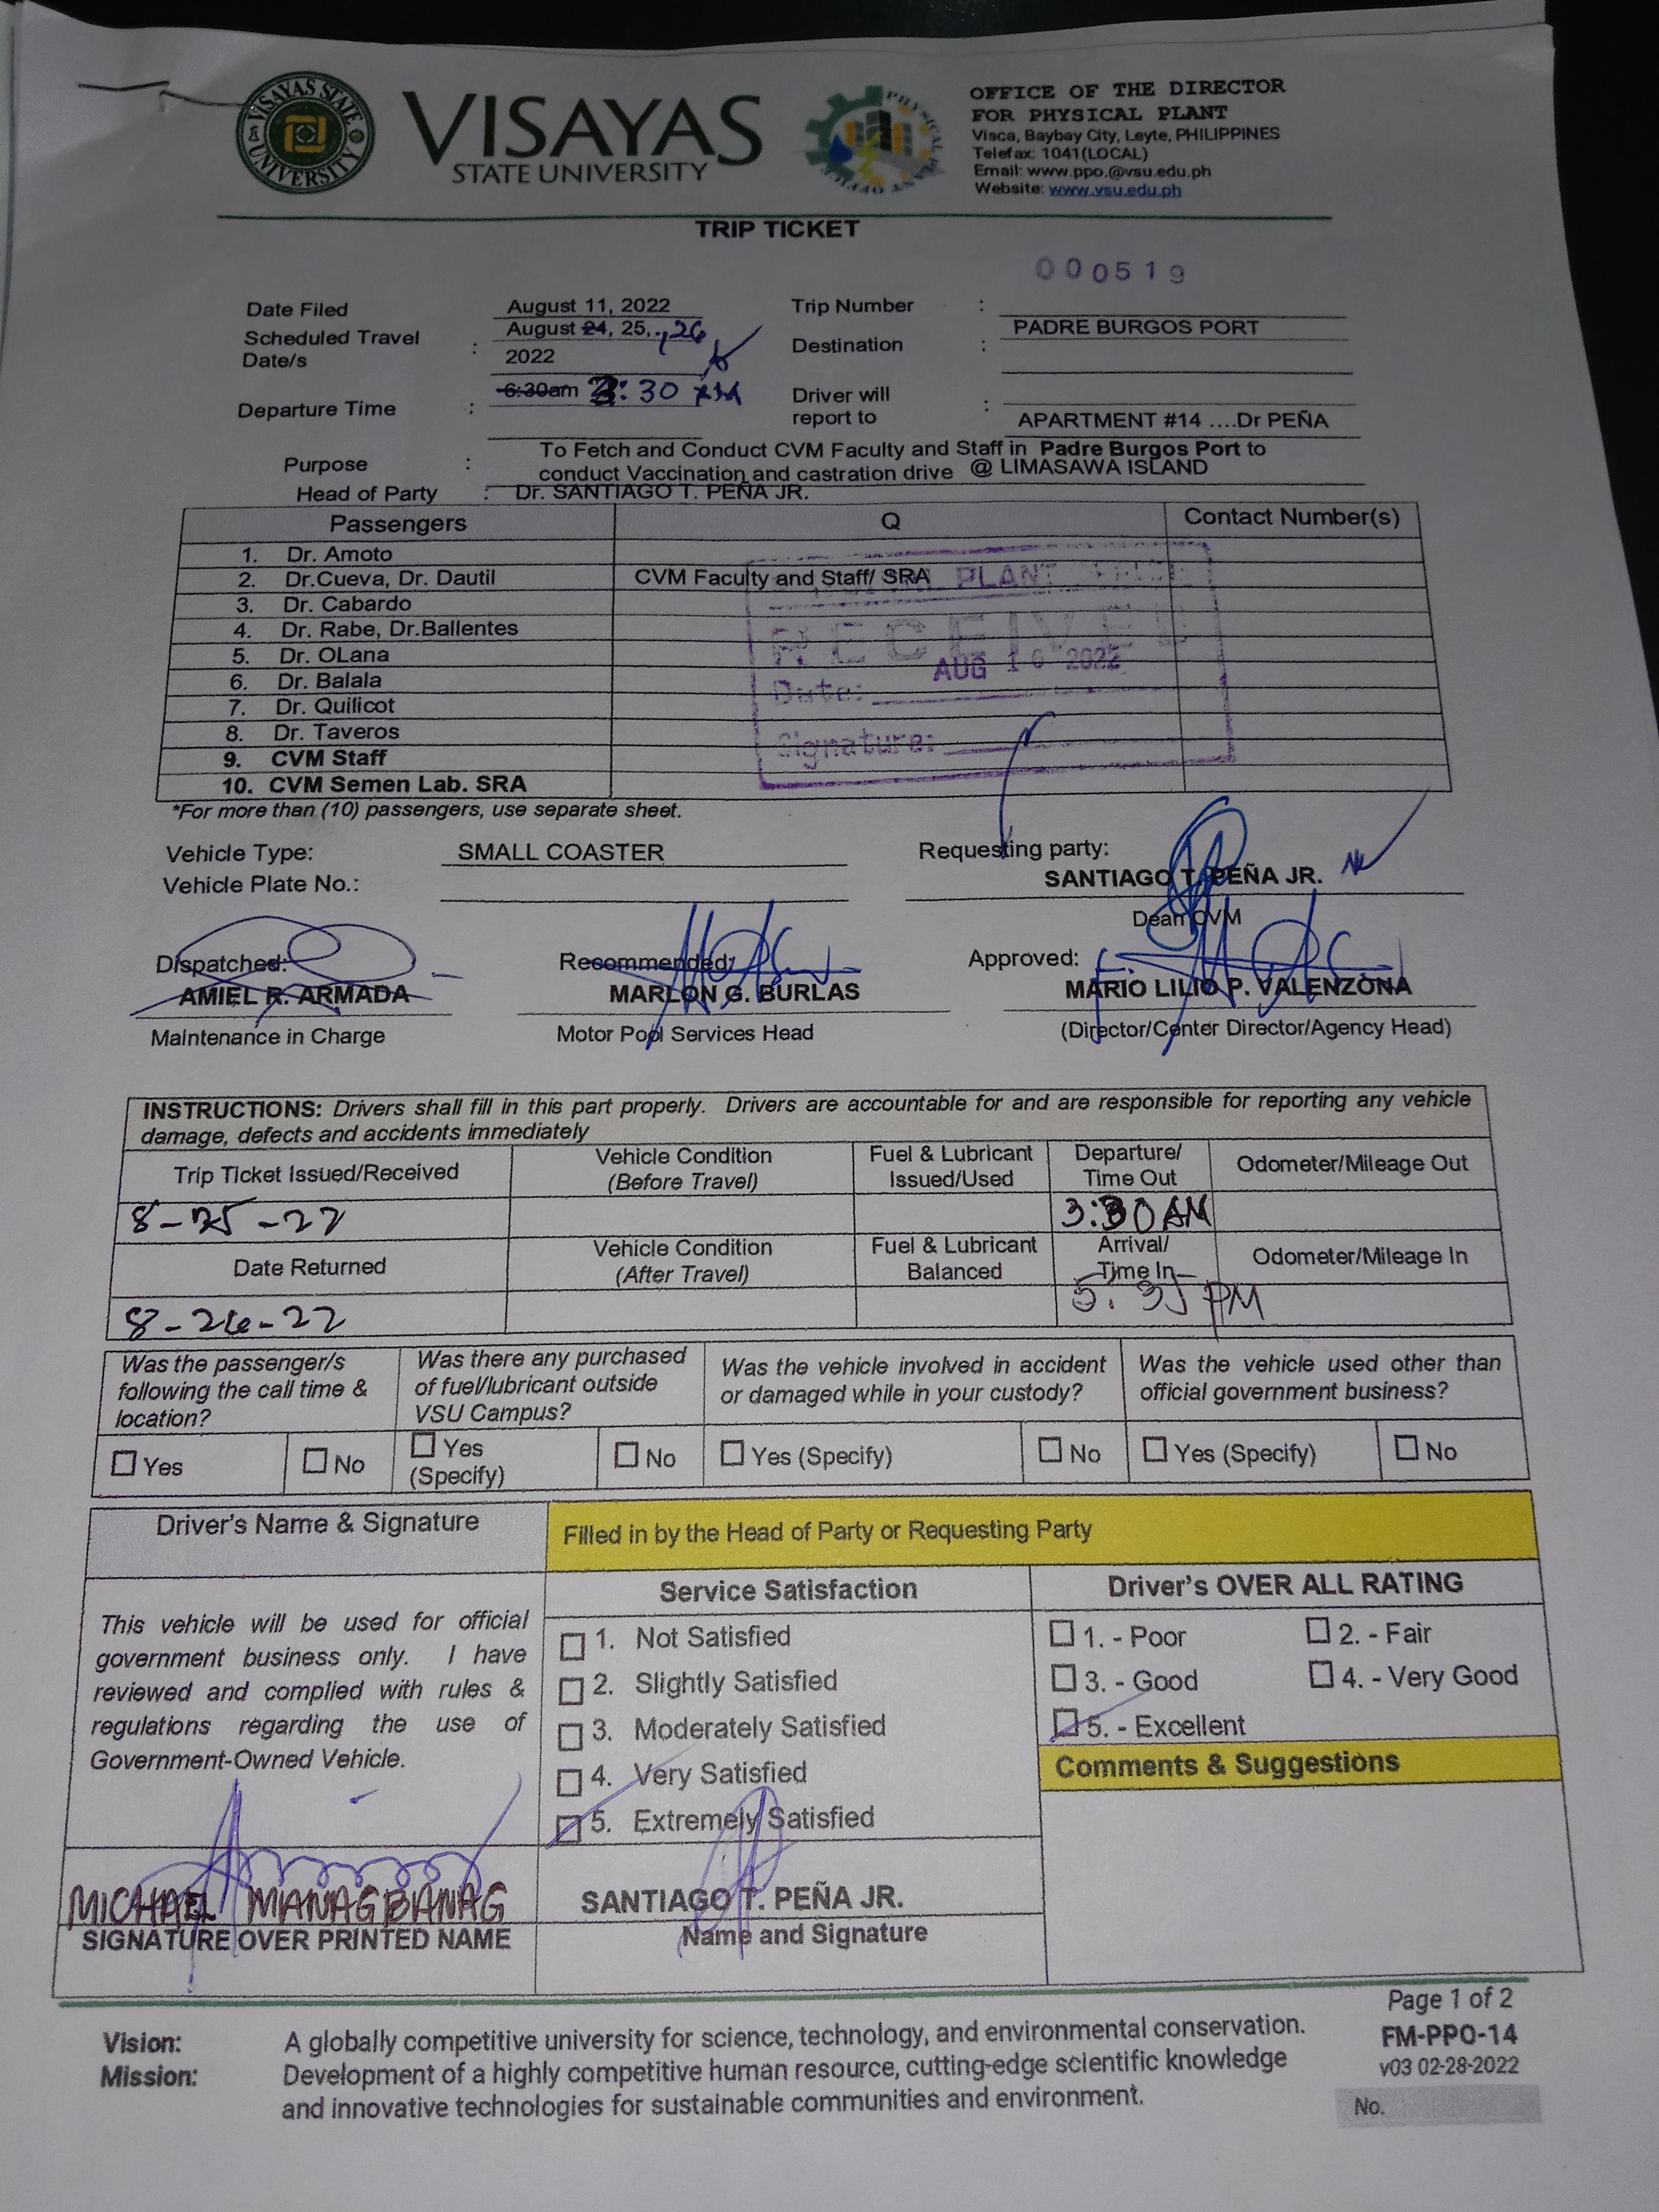 VISAYAS STATE UNIVERSITY
VISAYAS
STATE UNIVERSITY
PHYSICAL PLANT OFFICE
OFFICE OF THE DIRECTOR
FOR PHYSICAL PLANT
Visca, Baybay City, Leyte, PHILIPPINES
Telefax: 1041(LOCAL)
Email: www.ppo.@vsu.edu.ph
Website: www.vsu.edu.ph
TRIP TICKET
000519
Date Filed August 11, 2022 Trip Number :
Scheduled Travel Date/s : August 24, 25, , 26 2022
Destination : PADRE BURGOS PORT
Departure Time : 6:30am 3:30 AM
Driver will report to : APARTMENT #14 ....Dr PEÑA
Purpose : To Fetch and Conduct CVM Faculty and Staff in Padre Burgos Port to
conduct Vaccination and castration drive @ LIMASAWA ISLAND
Head of Party : Dr. SANTIAGO T. PEÑA JR.
Passengers Q Contact Number(s)
1. Dr. Amoto
2. Dr.Cueva, Dr. Dautil CVM Faculty and Staff/ SRA
3. Dr. Cabardo
4. Dr. Rabe, Dr.Ballentes
5. Dr. OLana
6. Dr. Balala
7. Dr. Quilicot
8. Dr. Taveros
9. CVM Staff
10. CVM Semen Lab. SRA
PLANT
RECEIVED
AUG 16 2022
Date:
Signature:
*For more than (10) passengers, use separate sheet.
Vehicle Type: SMALL COASTER
Vehicle Plate No.:
Requesting party:
SANTIAGO T. PEÑA JR.
Dean CVM
Dispatched: Recommended: Approved:
AMIEL R. ARMADA MARLON G. BURLAS MARIO LILIO P. VALENZONA
Maintenance in Charge Motor Pool Services Head (Director/Center Director/Agency Head)
INSTRUCTIONS: Drivers shall fill in this part properly. Drivers are accountable for and are responsible for reporting any vehicle
damage, defects and accidents immediately
Trip Ticket Issued/Received Vehicle Condition (Before Travel) Fuel & Lubricant Issued/Used Departure/ Time Out Odometer/Mileage Out
8-25-22 3:30 AM
Date Returned Vehicle Condition (After Travel) Fuel & Lubricant Balanced Arrival/ Time In Odometer/Mileage In
8-26-22 PM
Was the passenger/s following the call time & location?
Was there any purchased of fuel/lubricant outside VSU Campus?
Was the vehicle involved in accident or damaged while in your custody?
Was the vehicle used other than official government business?
Yes No Yes (Specify) No Yes (Specify) No Yes (Specify) No
Driver's Name & Signature
Filled in by the Head of Party or Requesting Party
This vehicle will be used for official
government business only. I have
reviewed and complied with rules &
regulations regarding the use of
Government-Owned Vehicle.
Service Satisfaction
1. Not Satisfied
2. Slightly Satisfied
3. Moderately Satisfied
4. Very Satisfied
5. Extremely Satisfied
Driver's OVER ALL RATING
1. - Poor 2. - Fair
3. - Good 4. - Very Good
5. - Excellent
Comments & Suggestions
MICHAEL MANAGBANAG
SIGNATURE OVER PRINTED NAME
SANTIAGO T. PEÑA JR.
Name and Signature
Page 1 of 2
FM-PPO-14
v03 02-28-2022
No.
Vision: A globally competitive university for science, technology, and environmental conservation.
Mission: Development of a highly competitive human resource, cutting-edge scientific knowledge
and innovative technologies for sustainable communities and environment.